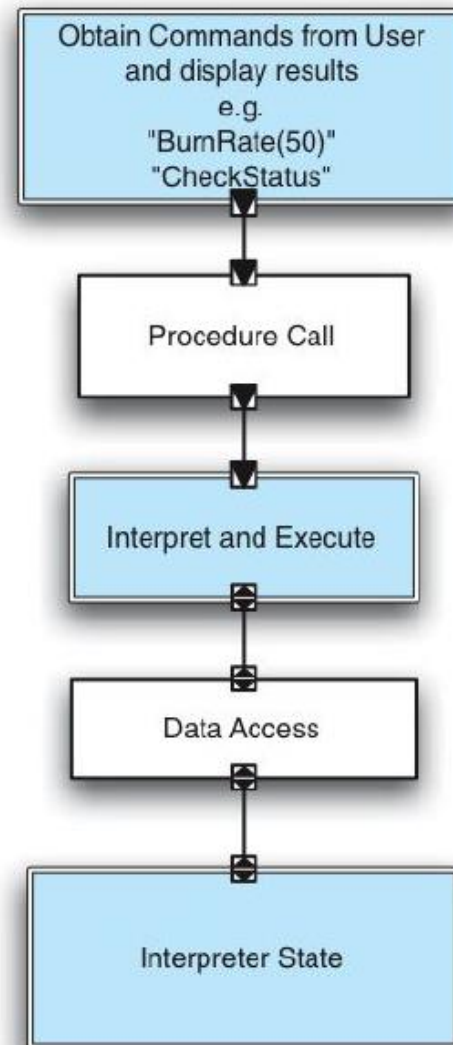 Obtain Commands from User
and display results
e.g.
"BurnRate(50)"
"CheckStatus"
Procedure Call
Interpret and Execute
Data Access
Interpreter State